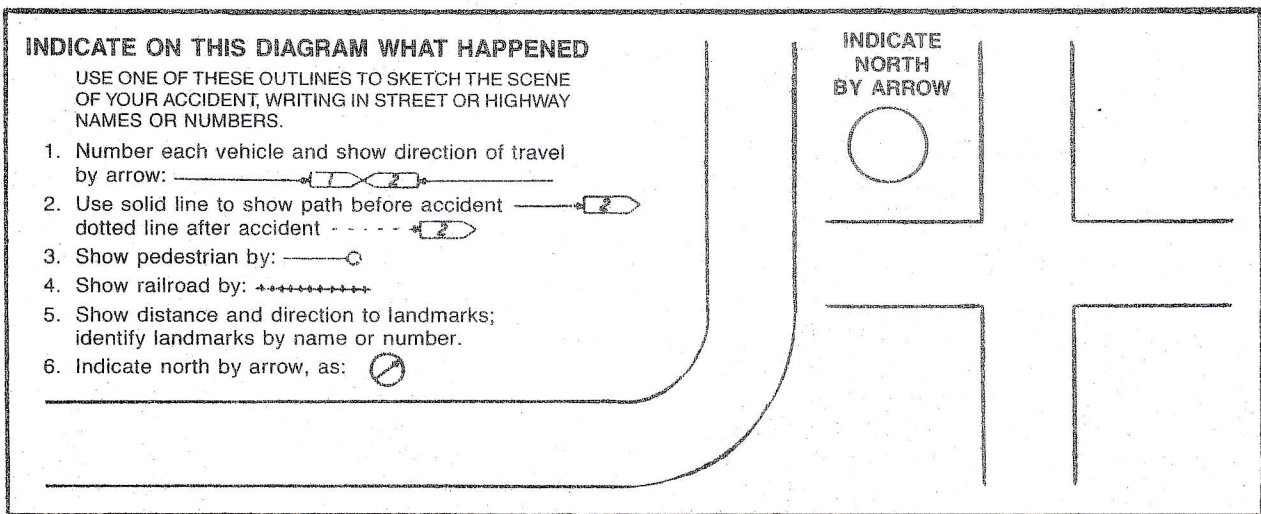 INDICATE ON THIS DIAGRAM WHAT HAPPENED
USE ONE OF THESE OUTLINES TO SKETCH THE SCENE
OF YOUR ACCIDENT, WRITING IN STREET OR HIGHWAY
NAMES OR NUMBERS.
1. Number each vehicle and show direction of travel
by arrow: 1 2
2. Use solid line to show path before accident 2
dotted line after accident 2
3. Show pedestrian by:
4. Show railroad by:
5. Show distance and direction to landmarks;
identify landmarks by name or number.
6. Indicate north by arrow, as:
INDICATE
NORTH
BY ARROW